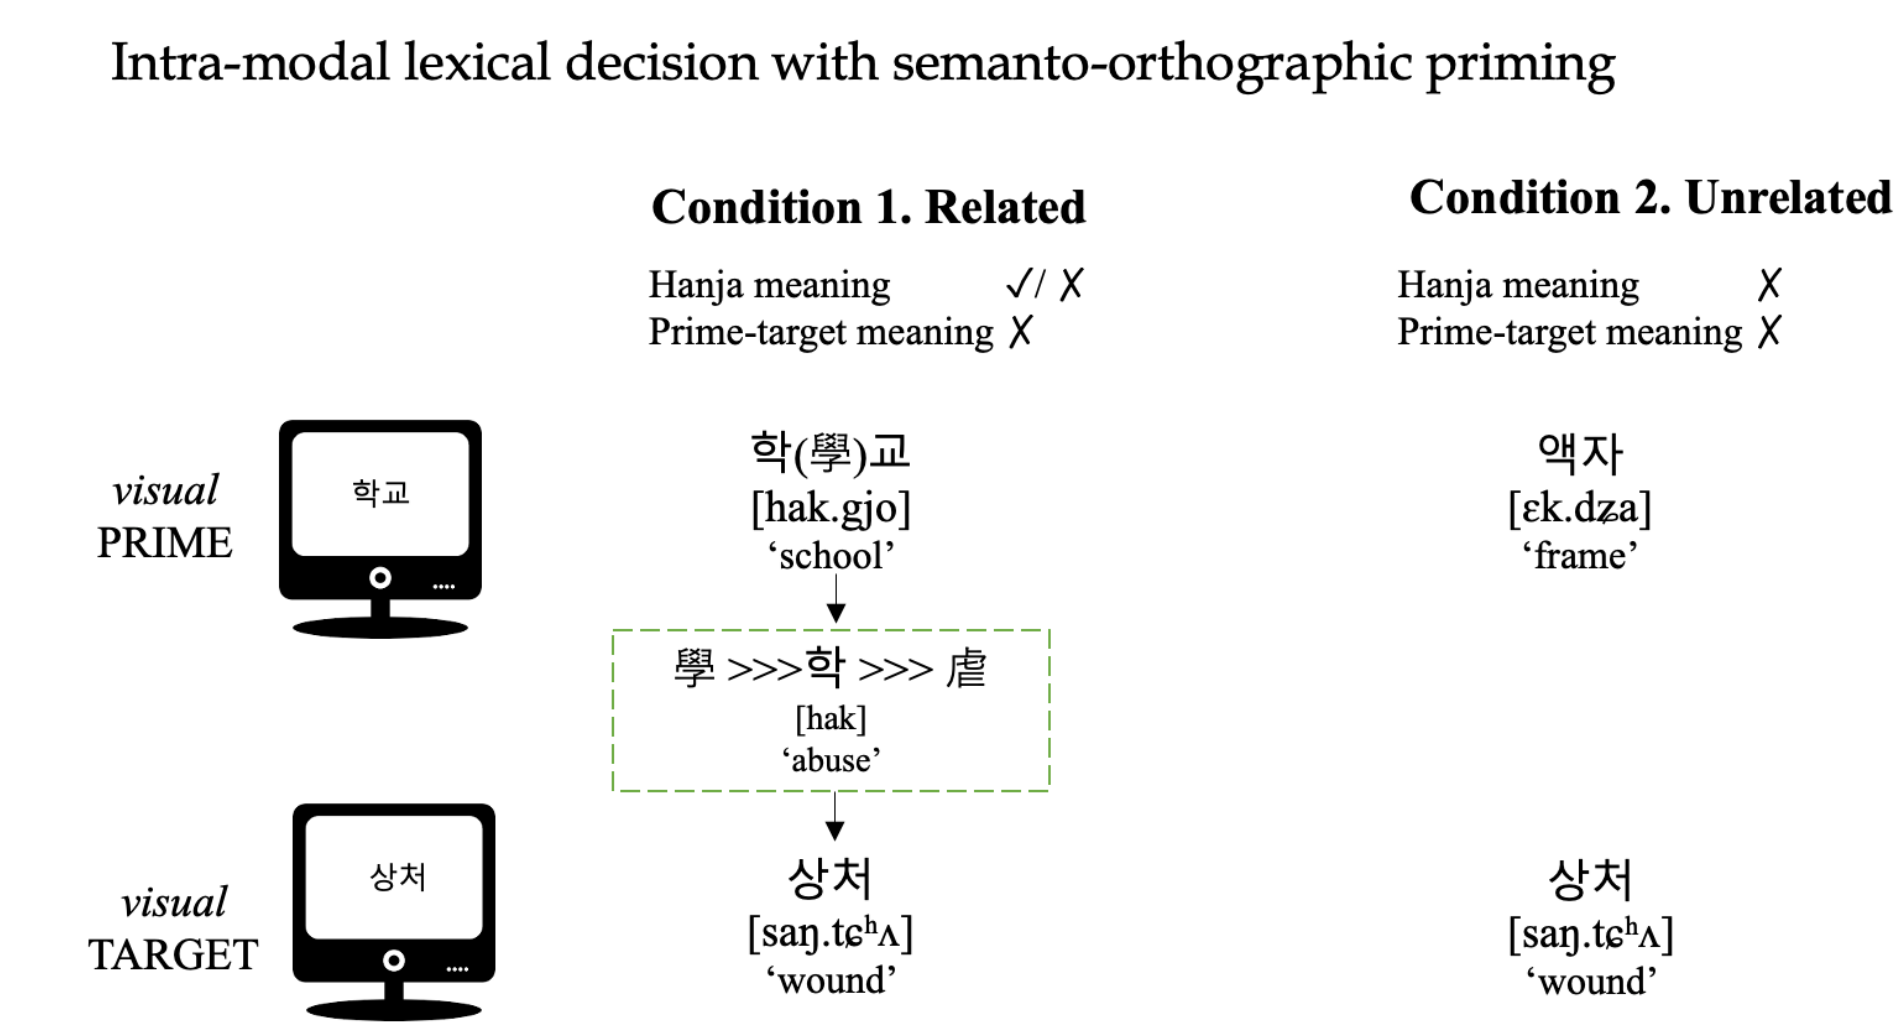 Intra-modal lexical decision with semanto-orthographic priming
Condition 1. Related
Hanja meaning ✓/ ✗
Prime-target meaning ✗
Condition 2. Unrelated
Hanja meaning ✗
Prime-target meaning ✗
visual
PRIME
학교
학(學)교
[hak.gjo]
‘school’
액자
[ɛk.dʑa]
‘frame’
學 >>>학 >>> 虐
[hak]
‘abuse’
visual
TARGET
상처
상처
[saŋ.tɕʰʌ]
‘wound’
상처
[saŋ.tɕʰʌ]
‘wound’